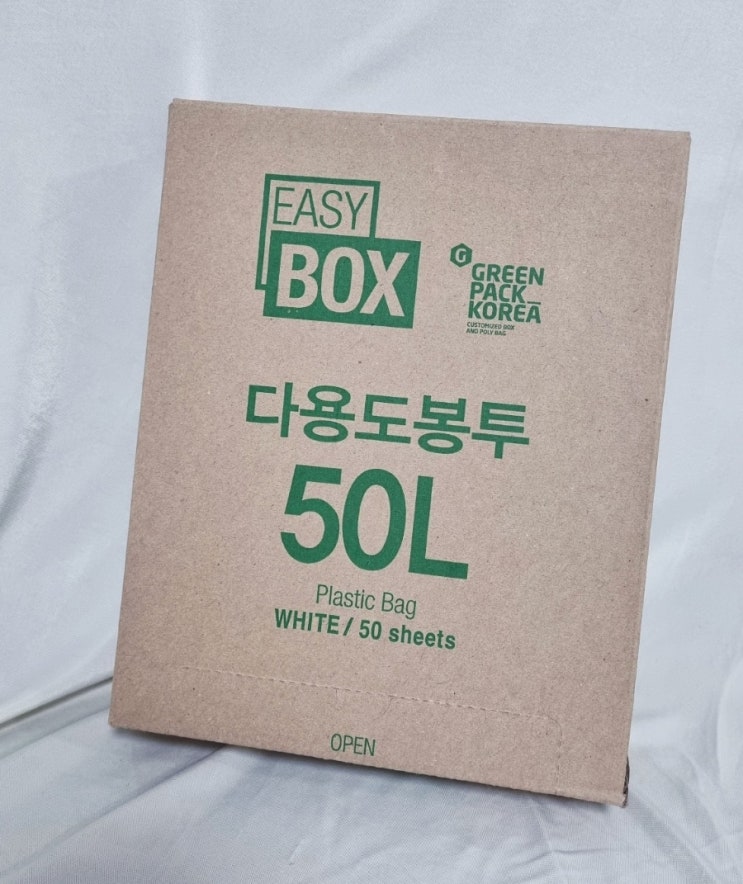 EASY
BOX
G
GREEN
PACK_
KOREA
CUSTOMIZED BOX
AND POLY BAG
다용도봉투
50L
Plastic Bag
WHITE / 50 sheets
OPEN